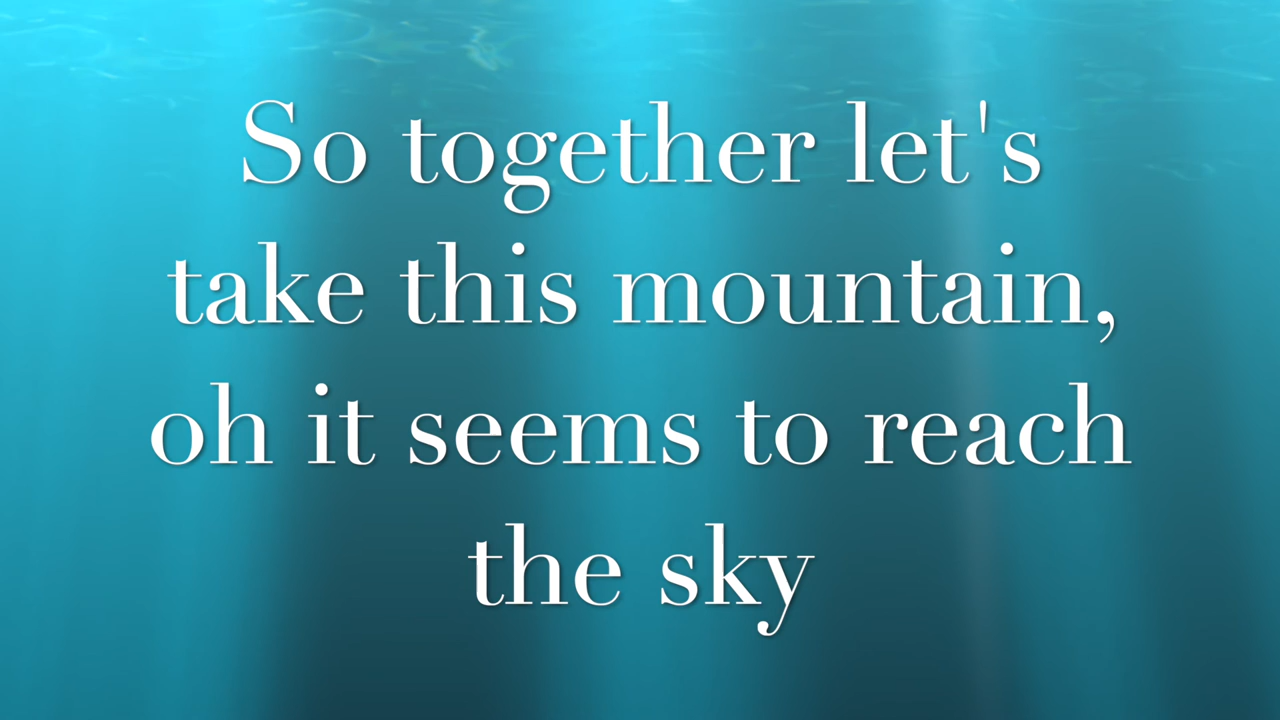 So together let's
take this mountain,
oh it seems to reach
the sky